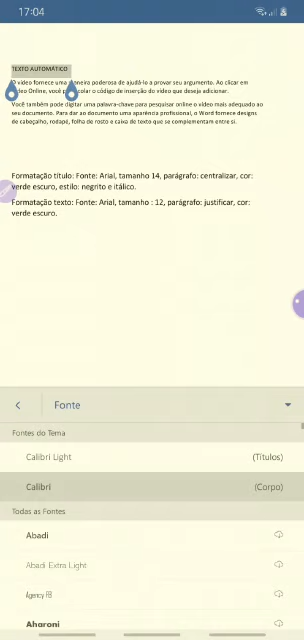 17:04
TEXTO AUTOMÁTICO
O vídeo fornece uma maneira poderosa de ajudá-lo a provar seu argumento. Ao clicar em
Vídeo Online, você p colar o código de inserção do vídeo que deseja adicionar.
Você também pode digitar uma palavra-chave para pesquisar online o vídeo mais adequado ao
seu documento. Para dar ao documento uma aparência profissional, o Word fornece designs
de cabeçalho, rodapé, folha de rosto e caixa de texto que se complementam entre si.
Formatação título: Fonte: Arial, tamanho 14, parágrafo: centralizar, cor:
verde escuro, estilo: negrito e itálico.
Formatação texto: Fonte: Arial, tamanho : 12, parágrafo: justificar, cor:
verde escuro.
Fonte
Fontes do Tema
Calibri Light (Títulos)
Calibri (Corpo)
Todas as Fontes
Abadi
Abadi Extra Light
Agency FB
Aharoni